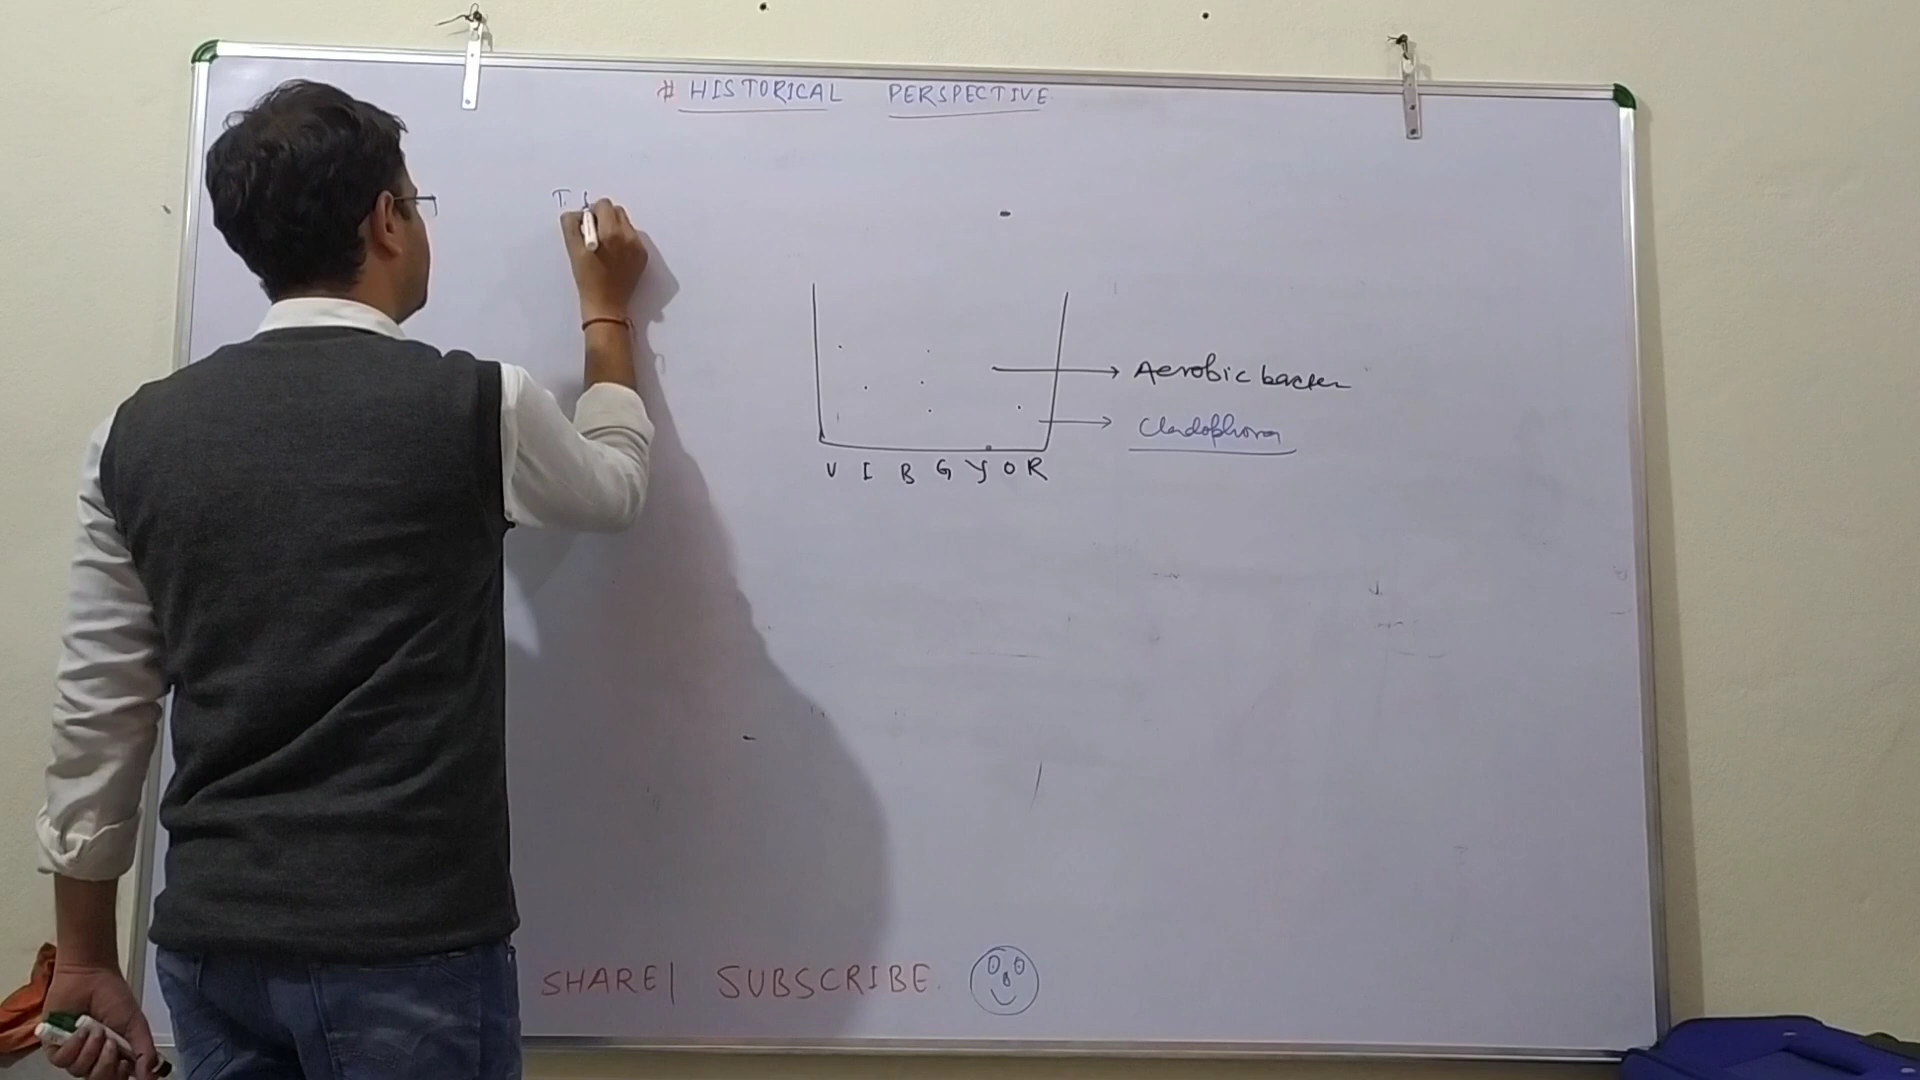 # HISTORICAL PERSPECTIVE
T.
Aerobic bacter
Cladophora
V I B G Y O R
SHARE| SUBSCRIBE.